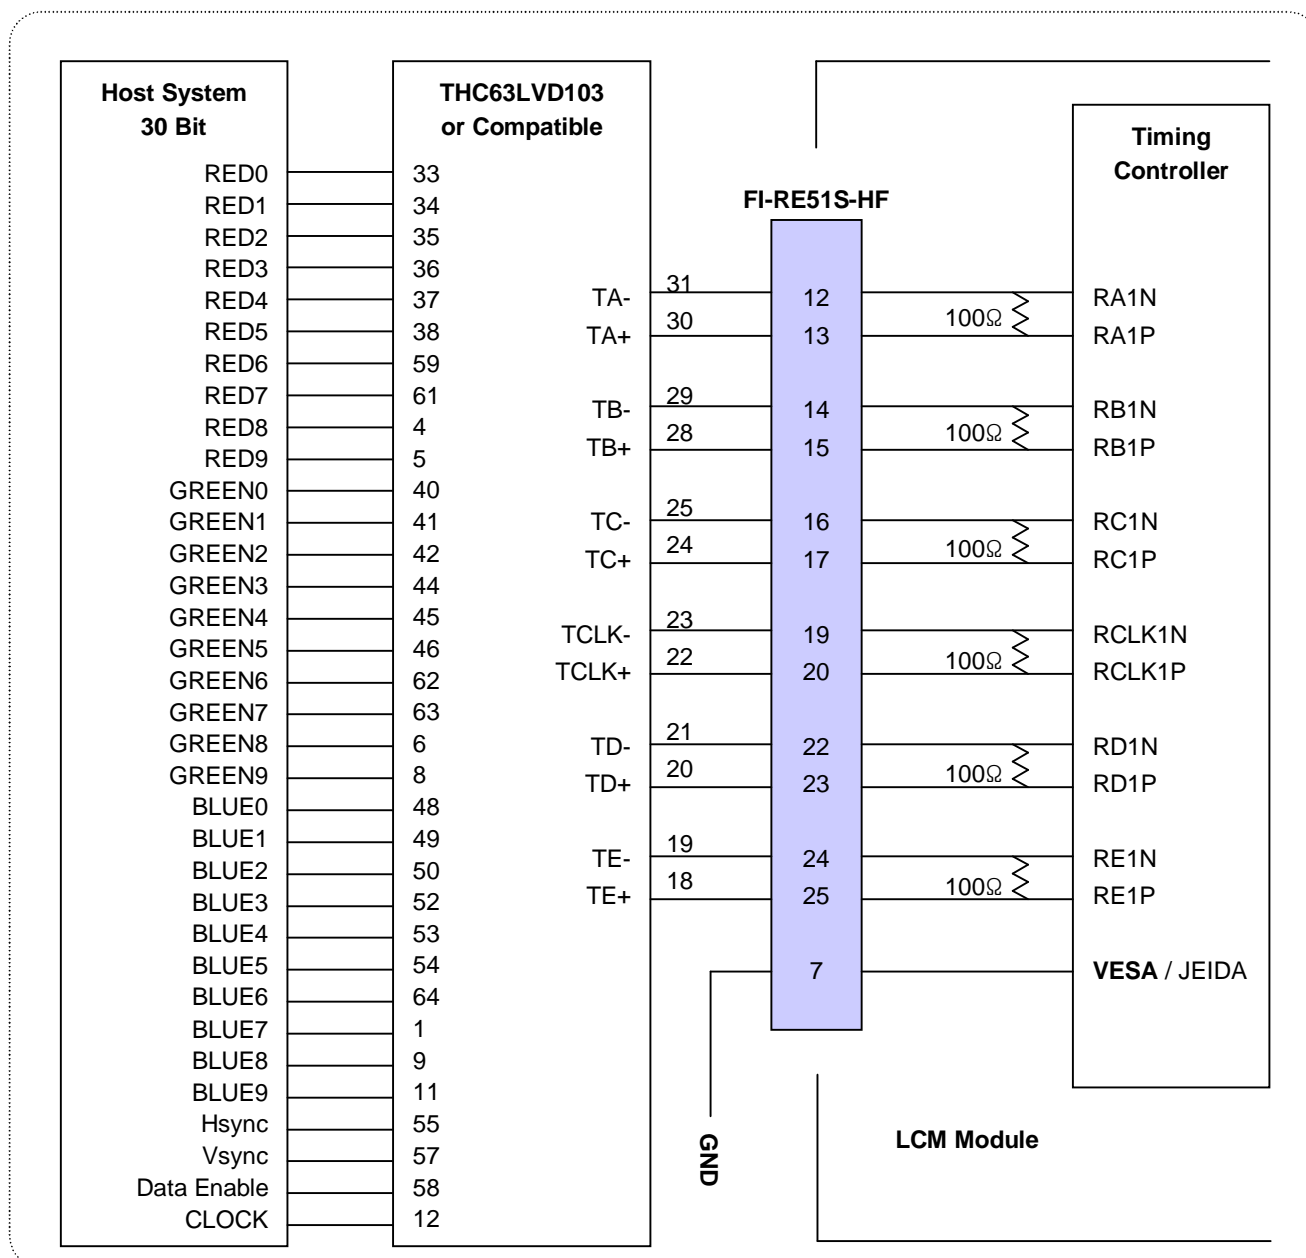 Host System
30 Bit
THC63LVD103
or Compatible
Timing
Controller
FI-RE51S-HF
RED0 33
RED1 34
RED2 35
RED3 36
RED4 37
RED5 38
RED6 59
RED7 61
RED8 4
RED9 5
GREEN0 40
GREEN1 41
GREEN2 42
GREEN3 44
GREEN4 45
GREEN5 46
GREEN6 62
GREEN7 63
GREEN8 6
GREEN9 8
BLUE0 48
BLUE1 49
BLUE2 50
BLUE3 52
BLUE4 53
BLUE5 54
BLUE6 64
BLUE7 1
BLUE8 9
BLUE9 11
Hsync 55
Vsync 57
Data Enable 58
CLOCK 12
TA- 31 12 RA1N
100Ω
TA+ 30 13 RA1P
TB- 29 14 RB1N
100Ω
TB+ 28 15 RB1P
TC- 25 16 RC1N
100Ω
TC+ 24 17 RC1P
TCLK- 23 19 RCLK1N
100Ω
TCLK+ 22 20 RCLK1P
TD- 21 22 RD1N
100Ω
TD+ 20 23 RD1P
TE- 19 24 RE1N
100Ω
TE+ 18 25 RE1P
7 VESA / JEIDA
GND
LCM Module